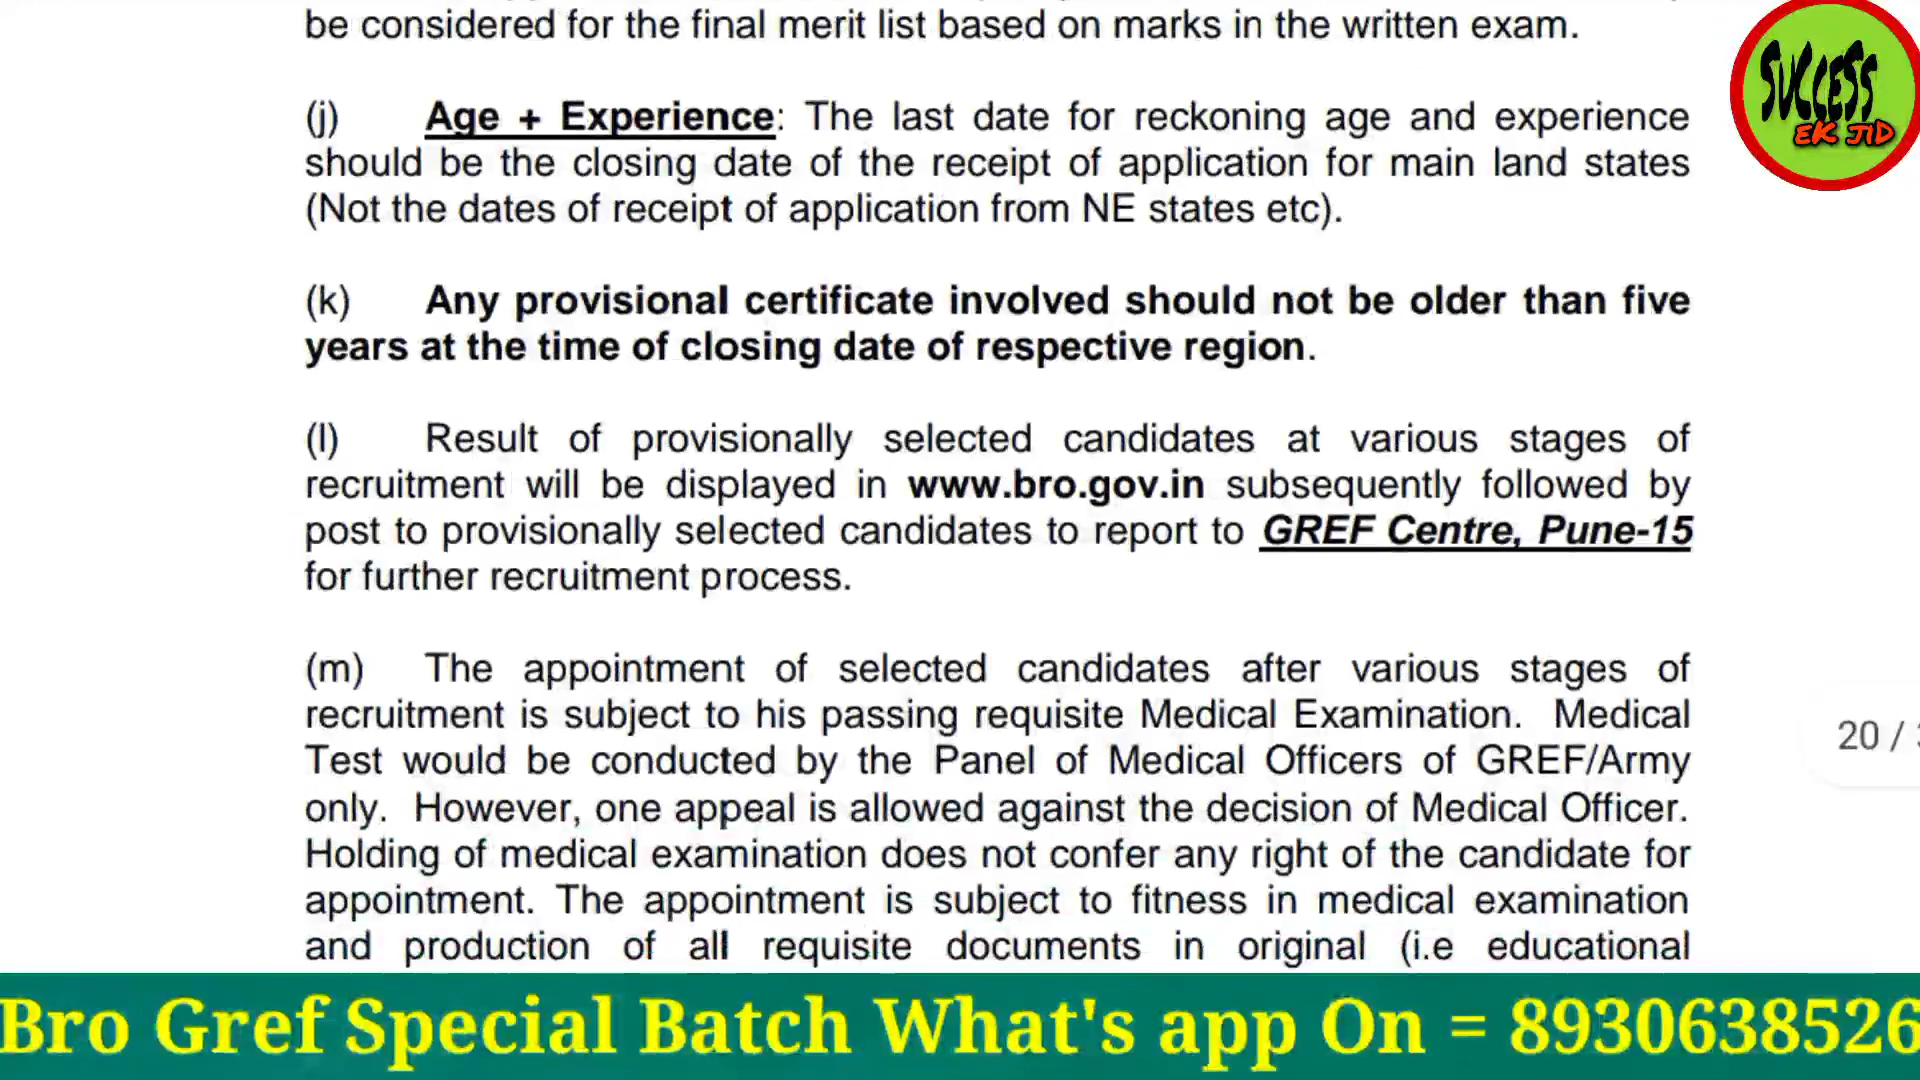 be considered for the final merit list based on marks in the written exam.
(j) Age + Experience: The last date for reckoning age and experience
should be the closing date of the receipt of application for main land states
(Not the dates of receipt of application from NE states etc).
(k) Any provisional certificate involved should not be older than five
years at the time of closing date of respective region.
(l) Result of provisionally selected candidates at various stages of
recruitment will be displayed in www.bro.gov.in subsequently followed by
post to provisionally selected candidates to report to GREF Centre, Pune-15
for further recruitment process.
(m) The appointment of selected candidates after various stages of
recruitment is subject to his passing requisite Medical Examination. Medical
Test would be conducted by the Panel of Medical Officers of GREF/Army
only. However, one appeal is allowed against the decision of Medical Officer.
Holding of medical examination does not confer any right of the candidate for
appointment. The appointment is subject to fitness in medical examination
and production of all requisite documents in original (i.e educational
SUCCESS
EK JID
20 /
Bro Gref Special Batch What's app On = 8930638526